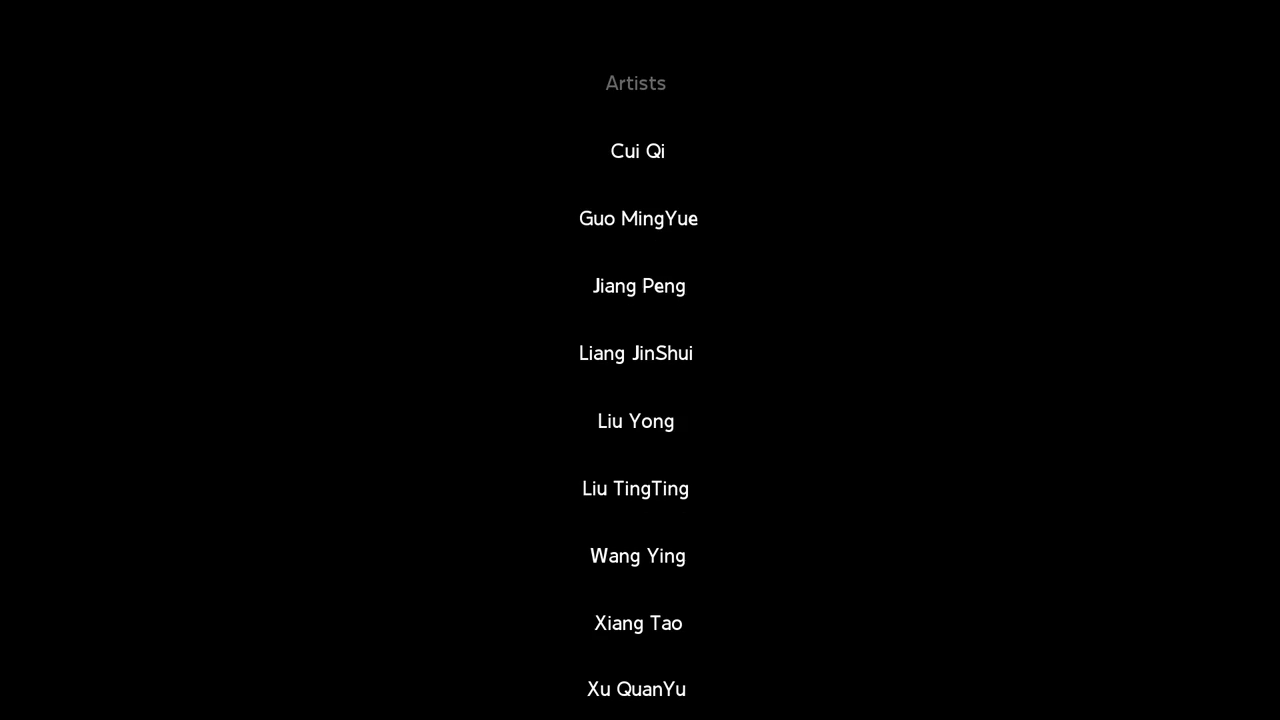 Artists
Cui Qi
Guo MingYue
Jiang Peng
Liang JinShui
Liu Yong
Liu TingTing
Wang Ying
Xiang Tao
Xu QuanYu